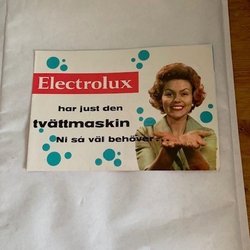 Electrolux
har just den
tvättmaskin
Ni så väl behöver!